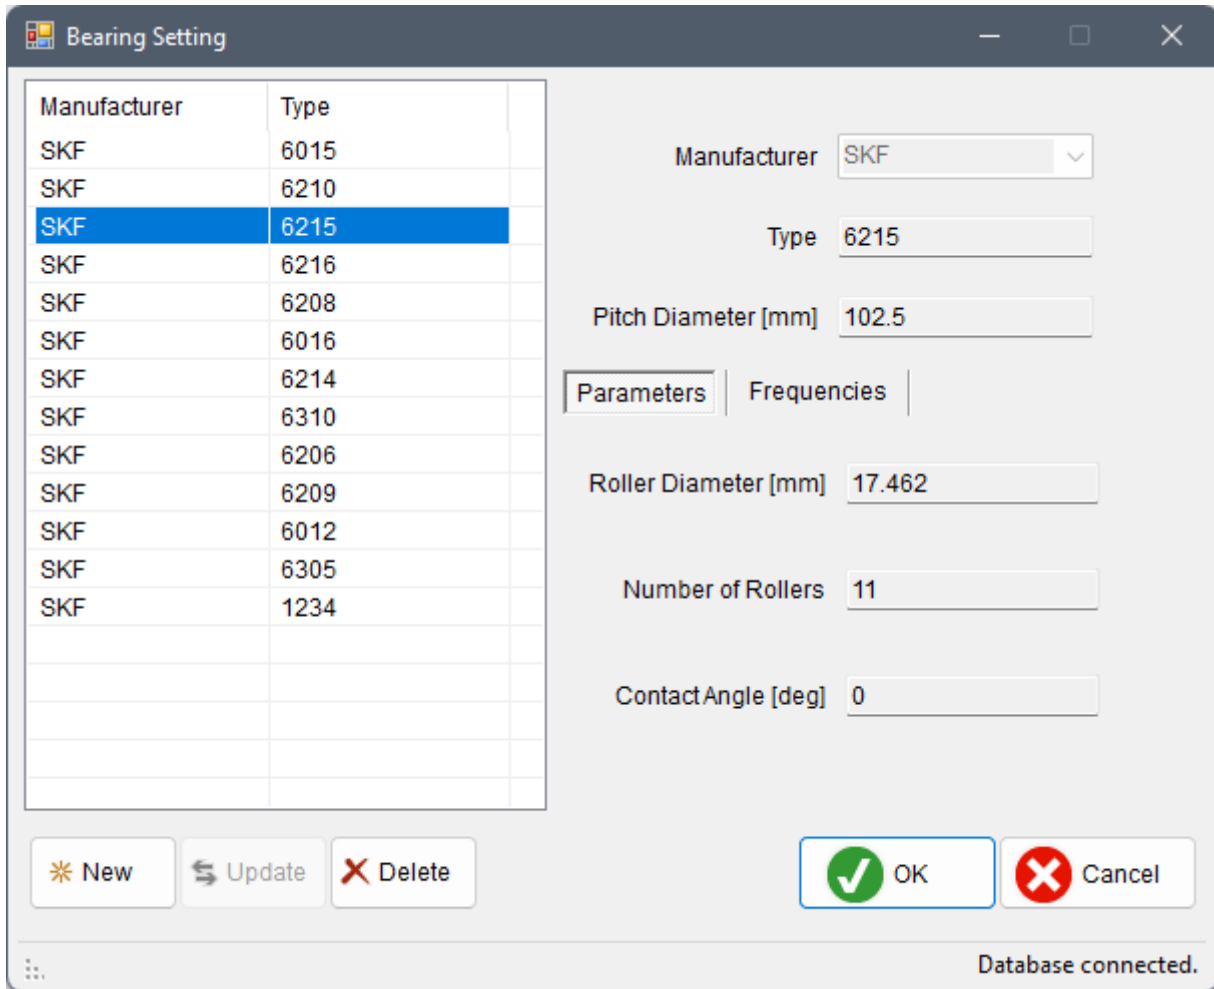 Bearing Setting
Manufacturer Type
SKF 6015
SKF 6210
SKF 6215
SKF 6216
SKF 6208
SKF 6016
SKF 6214
SKF 6310
SKF 6206
SKF 6209
SKF 6012
SKF 6305
SKF 1234
Manufacturer SKF
Type 6215
Pitch Diameter [mm] 102.5
Parameters Frequencies
Roller Diameter [mm] 17.462
Number of Rollers 11
Contact Angle [deg] 0
New Update Delete OK Cancel
Database connected.